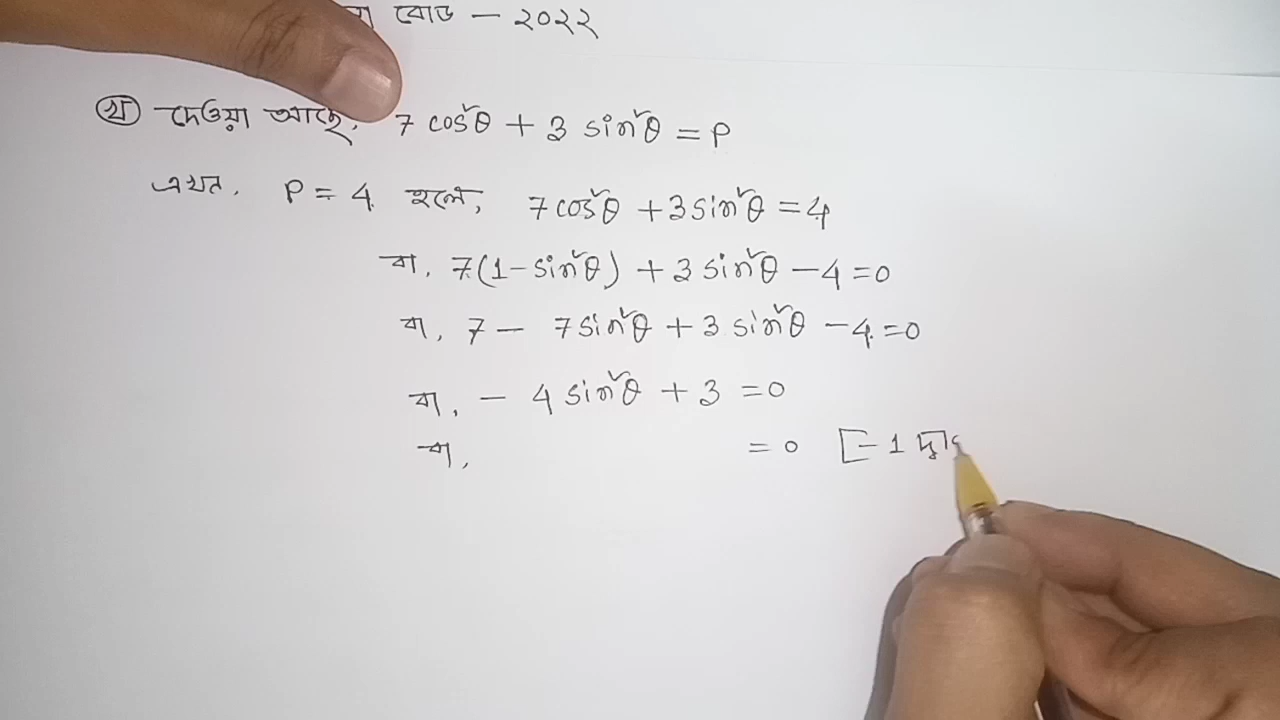 বোর্ড – ২০২২
(খ) দেওয়া আছে, 7 cos²θ + 3 sin²θ = P
এখন, P = 4 হলে, 7cos²θ + 3sin²θ = 4
বা, 7(1 – sin²θ) + 3 sin²θ – 4 = 0
বা, 7 – 7sin²θ + 3 sin²θ – 4 = 0
বা, – 4 sin²θ + 3 = 0
বা, = 0 [– 1 দ্বা